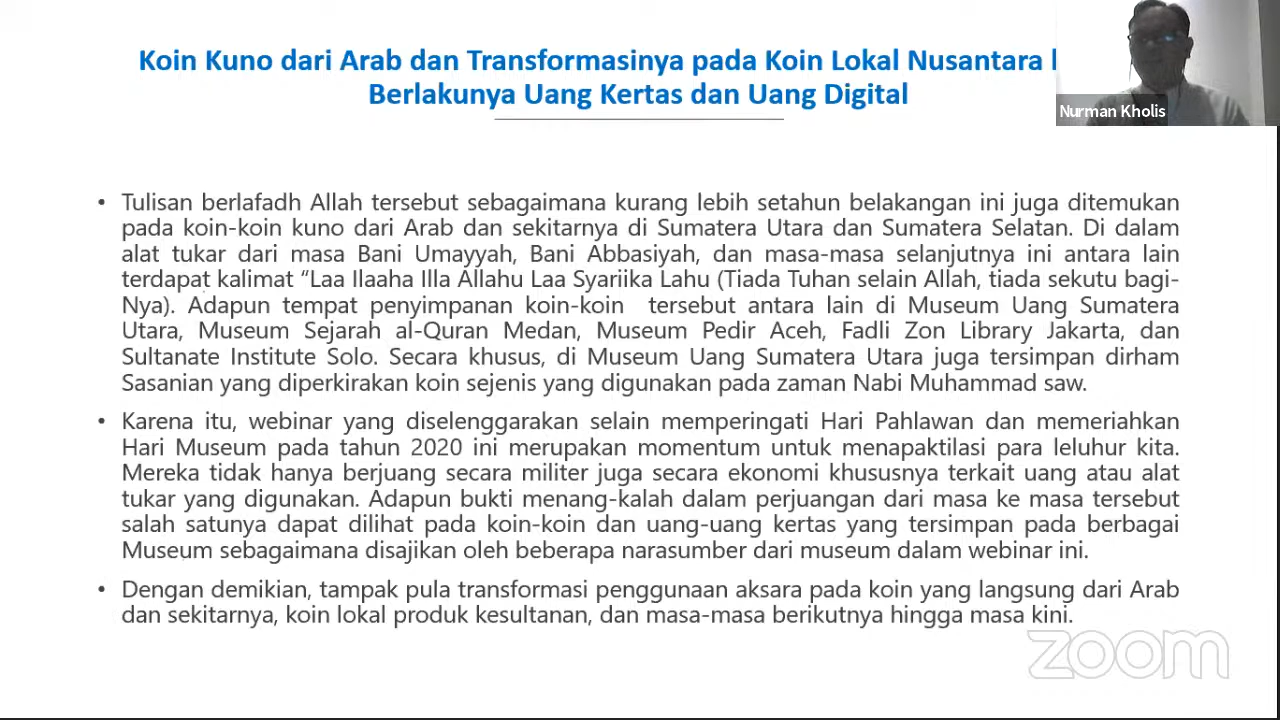 Koin Kuno dari Arab dan Transformasinya pada Koin Lokal Nusantara
Berlakunya Uang Kertas dan Uang Digital
Nurman Kholis
• Tulisan berlafadh Allah tersebut sebagaimana kurang lebih setahun belakangan ini juga ditemukan
pada koin-koin kuno dari Arab dan sekitarnya di Sumatera Utara dan Sumatera Selatan. Di dalam
alat tukar dari masa Bani Umayyah, Bani Abbasiyah, dan masa-masa selanjutnya ini antara lain
terdapat kalimat “Laa Ilaaha Illa Allahu Laa Syariika Lahu (Tiada Tuhan selain Allah, tiada sekutu bagi-
Nya). Adapun tempat penyimpanan koin-koin tersebut antara lain di Museum Uang Sumatera
Utara, Museum Sejarah al-Quran Medan, Museum Pedir Aceh, Fadli Zon Library Jakarta, dan
Sultanate Institute Solo. Secara khusus, di Museum Uang Sumatera Utara juga tersimpan dirham
Sasanian yang diperkirakan koin sejenis yang digunakan pada zaman Nabi Muhammad saw.
• Karena itu, webinar yang diselenggarakan selain memperingati Hari Pahlawan dan memeriahkan
Hari Museum pada tahun 2020 ini merupakan momentum untuk menapaktilasi para leluhur kita.
Mereka tidak hanya berjuang secara militer juga secara ekonomi khususnya terkait uang atau alat
tukar yang digunakan. Adapun bukti menang-kalah dalam perjuangan dari masa ke masa tersebut
salah satunya dapat dilihat pada koin-koin dan uang-uang kertas yang tersimpan pada berbagai
Museum sebagaimana disajikan oleh beberapa narasumber dari museum dalam webinar ini.
• Dengan demikian, tampak pula transformasi penggunaan aksara pada koin yang langsung dari Arab
dan sekitarnya, koin lokal produk kesultanan, dan masa-masa berikutnya hingga masa kini.
zoom